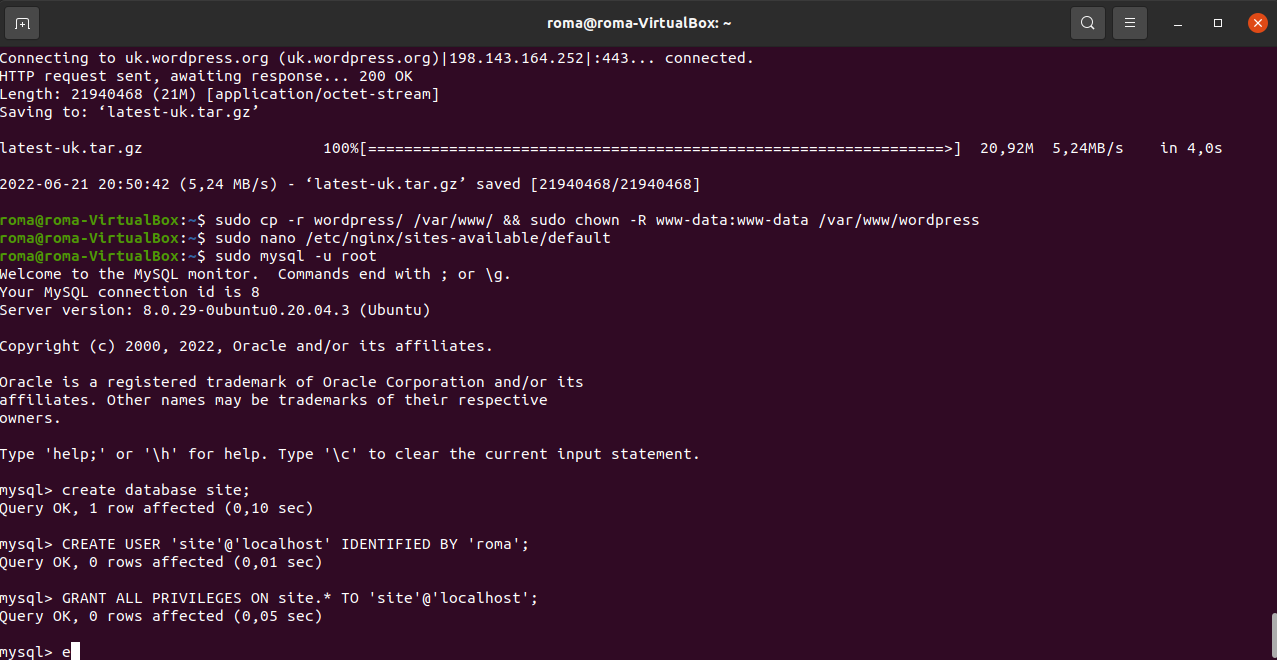 roma@roma-VirtualBox: ~
Connecting to uk.wordpress.org (uk.wordpress.org)|198.143.164.252|:443... connected.
HTTP request sent, awaiting response... 200 OK
Length: 21940468 (21M) [application/octet-stream]
Saving to: ‘latest-uk.tar.gz’
latest-uk.tar.gz                    100%[================================================================>]  20,92M  5,24MB/s    in 4,0s
2022-06-21 20:50:42 (5,24 MB/s) - ‘latest-uk.tar.gz’ saved [21940468/21940468]
roma@roma-VirtualBox:~$ sudo cp -r wordpress/ /var/www/ && sudo chown -R www-data:www-data /var/www/wordpress
roma@roma-VirtualBox:~$ sudo nano /etc/nginx/sites-available/default
roma@roma-VirtualBox:~$ sudo mysql -u root
Welcome to the MySQL monitor.  Commands end with ; or \g.
Your MySQL connection id is 8
Server version: 8.0.29-0ubuntu0.20.04.3 (Ubuntu)
Copyright (c) 2000, 2022, Oracle and/or its affiliates.
Oracle is a registered trademark of Oracle Corporation and/or its
affiliates. Other names may be trademarks of their respective
owners.
Type 'help;' or '\h' for help. Type '\c' to clear the current input statement.
mysql> create database site;
Query OK, 1 row affected (0,10 sec)
mysql> CREATE USER 'site'@'localhost' IDENTIFIED BY 'roma';
Query OK, 0 rows affected (0,01 sec)
mysql> GRANT ALL PRIVILEGES ON site.* TO 'site'@'localhost';
Query OK, 0 rows affected (0,05 sec)
mysql> e